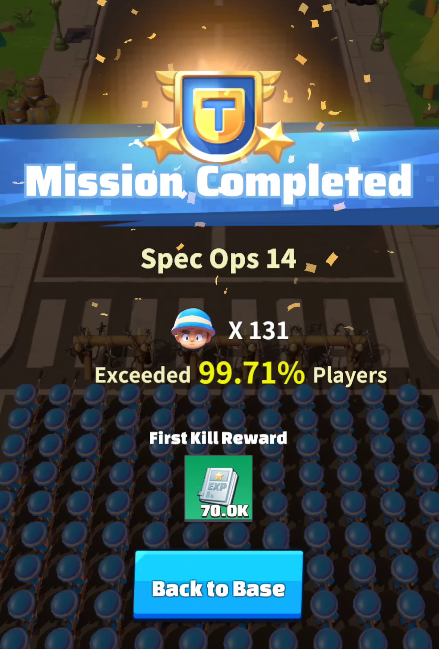 T
Mission Completed
Spec Ops 14
X 131
Exceeded 99.71% Players
First Kill Reward
EXP
70.0K
Back to Base